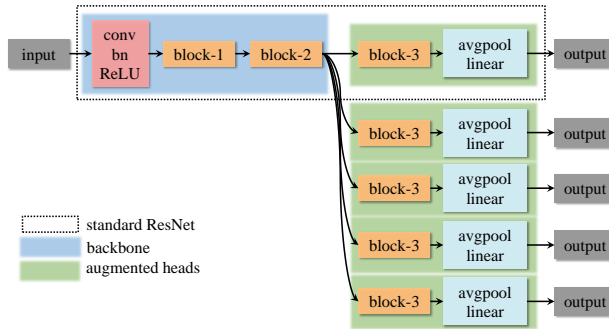 input
conv
bn
ReLU
block-1
block-2
block-3
avgpool
linear
output
block-3
avgpool
linear
output
block-3
avgpool
linear
output
block-3
avgpool
linear
output
block-3
avgpool
linear
output
standard ResNet
backbone
augmented heads